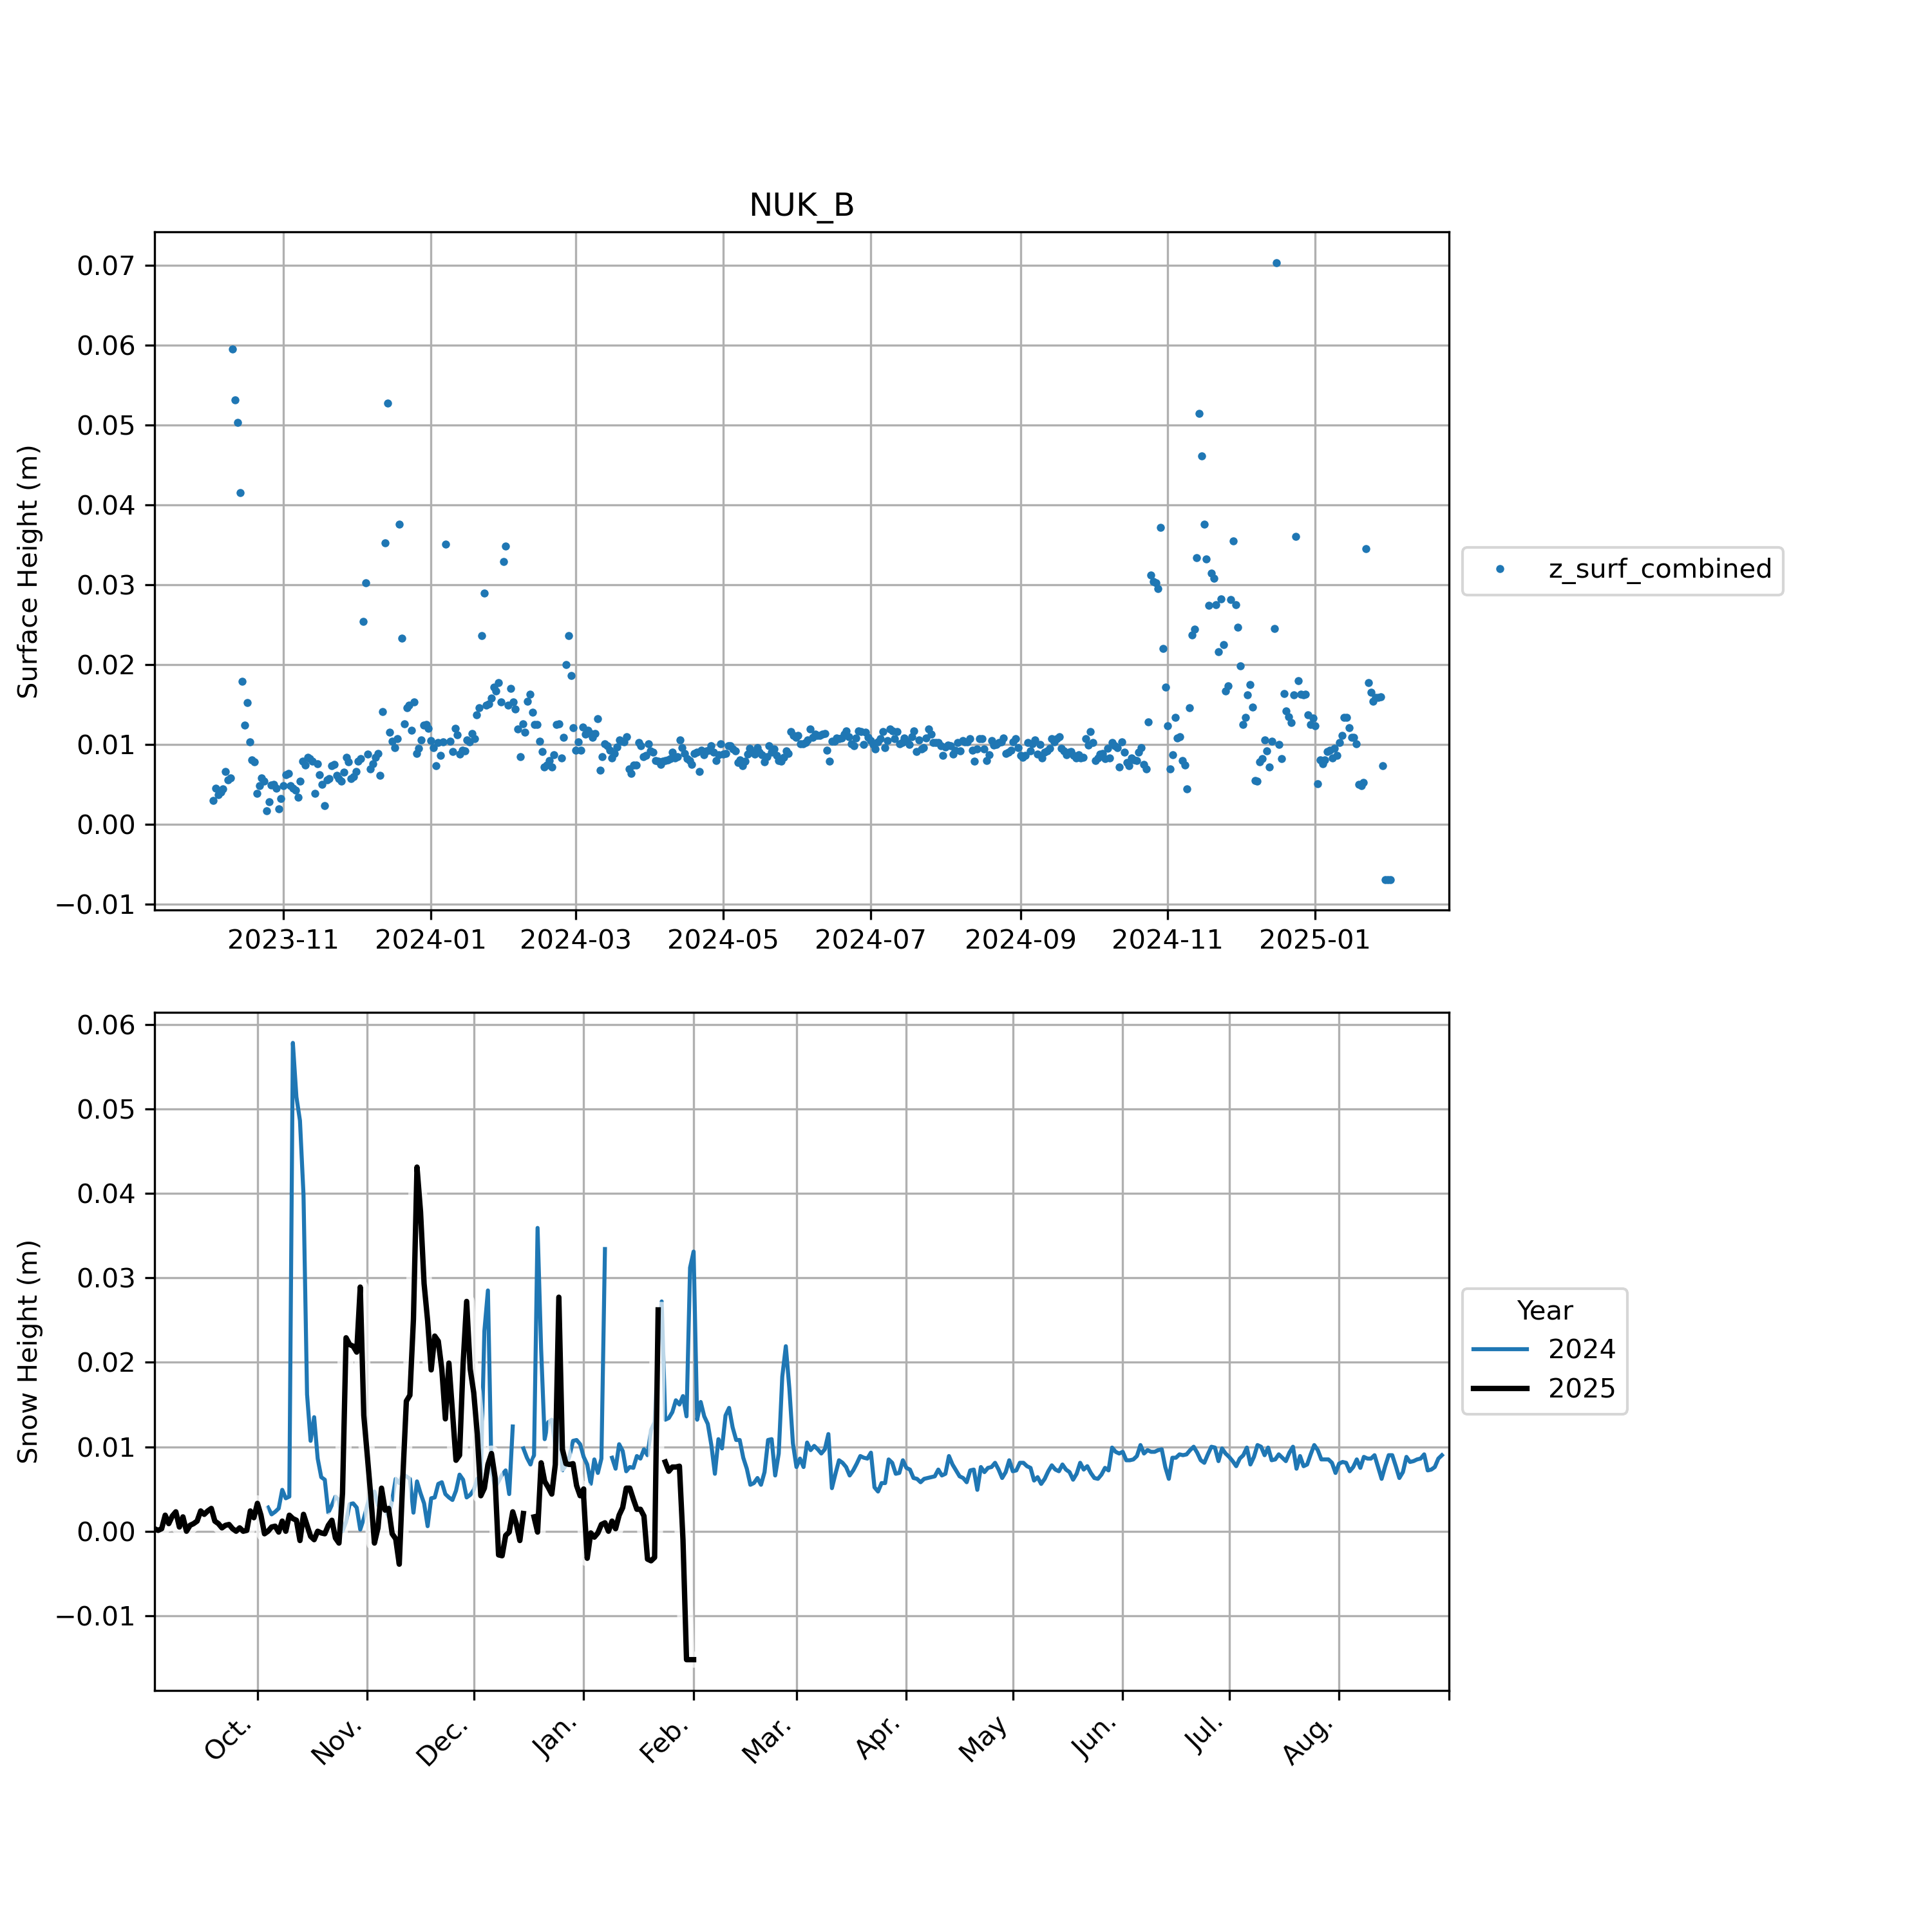 NUK_B
Surface Height (m)
0.07
0.06
0.05
0.04
0.03
0.02
0.01
0.00
−0.01
2023-11 2024-01 2024-03 2024-05 2024-07 2024-09 2024-11 2025-01
z_surf_combined
Snow Height (m)
0.06
0.05
0.04
0.03
0.02
0.01
0.00
−0.01
Oct. Nov. Dec. Jan. Feb. Mar. Apr. May Jun. Jul. Aug.
Year
2024
2025